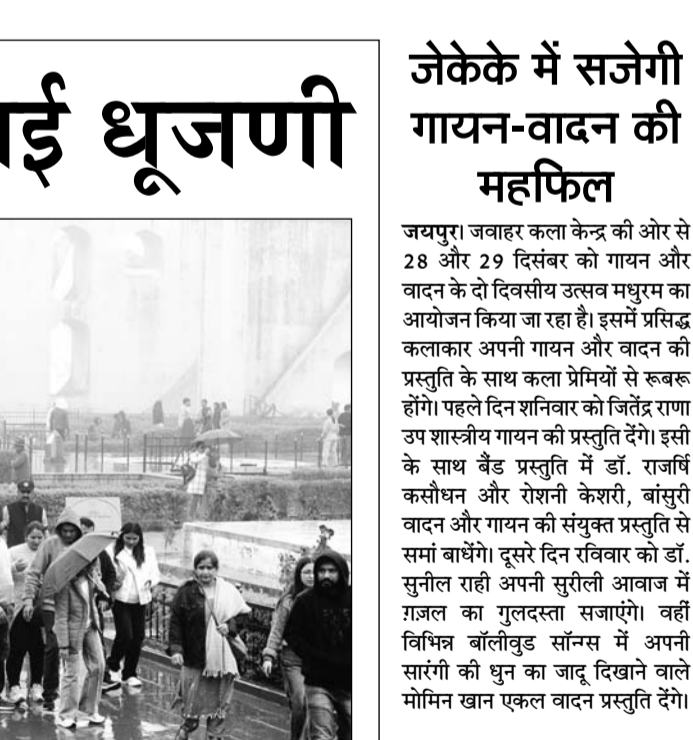 धूजणी
जेकेके में सजेगी
गायन-वादन की
महफिल
जयपुर। जवाहर कला केन्द्र की ओर से
28 और 29 दिसंबर को गायन और
वादन के दो दिवसीय उत्सव मधुरम का
आयोजन किया जा रहा है। इसमें प्रसिद्ध
कलाकार अपनी गायन और वादन की
प्रस्तुति के साथ कला प्रेमियों से रूबरू
होंगे। पहले दिन शनिवार को जितेंद्र राणा
उप शास्त्रीय गायन की प्रस्तुति देंगे। इसी
के साथ बैंड प्रस्तुति में डॉ. राजर्षि
कसौधन और रोशनी केशरी, बांसुरी
वादन और गायन की संयुक्त प्रस्तुति से
समां बाधेंगे। दूसरे दिन रविवार को डॉ.
सुनील राही अपनी सुरीली आवाज में
ग़ज़ल का गुलदस्ता सजाएंगे। वहीं
विभिन्न बॉलीवुड सॉन्ग्स में अपनी
सारंगी की धुन का जादू दिखाने वाले
मोमिन खान एकल वादन प्रस्तुति देंगे।